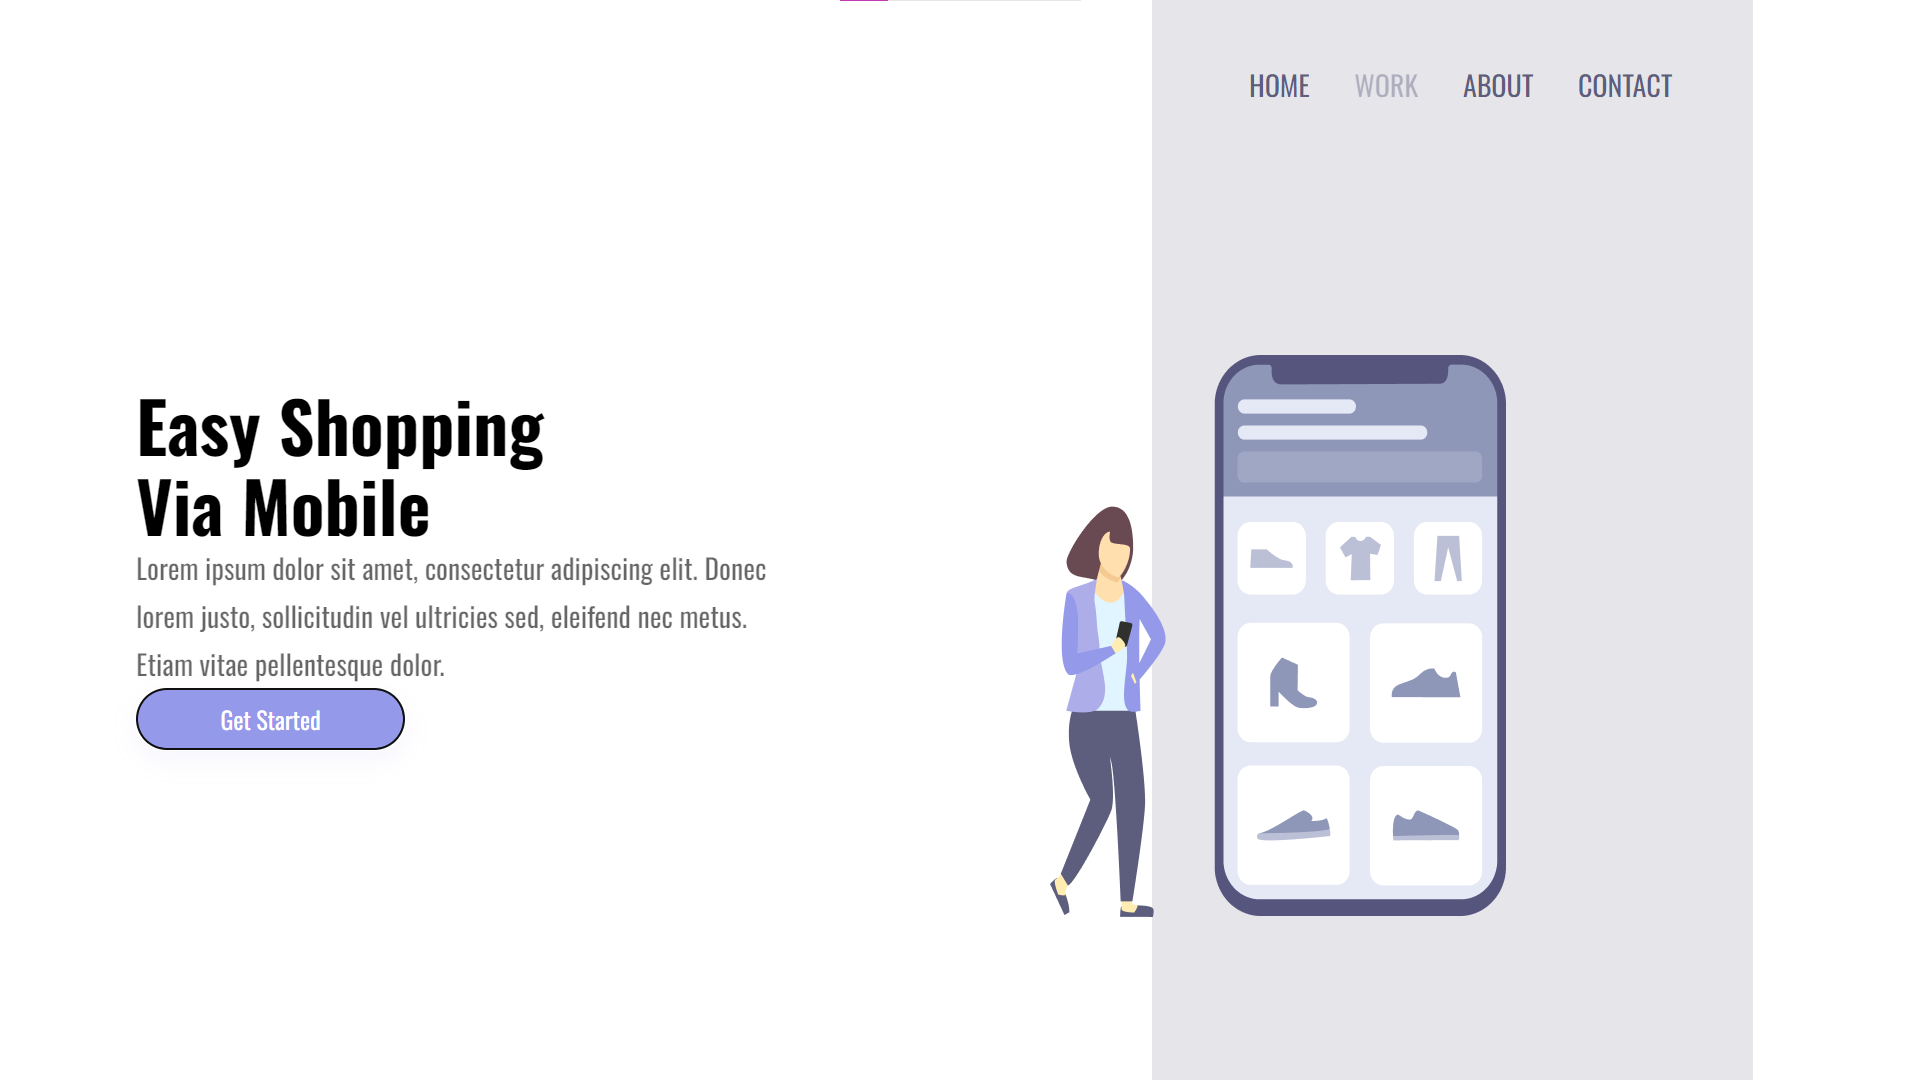 HOME WORK ABOUT CONTACT
Easy Shopping
Via Mobile
Lorem ipsum dolor sit amet, consectetur adipiscing elit. Donec
lorem justo, sollicitudin vel ultricies sed, eleifend nec metus.
Etiam vitae pellentesque dolor.
Get Started